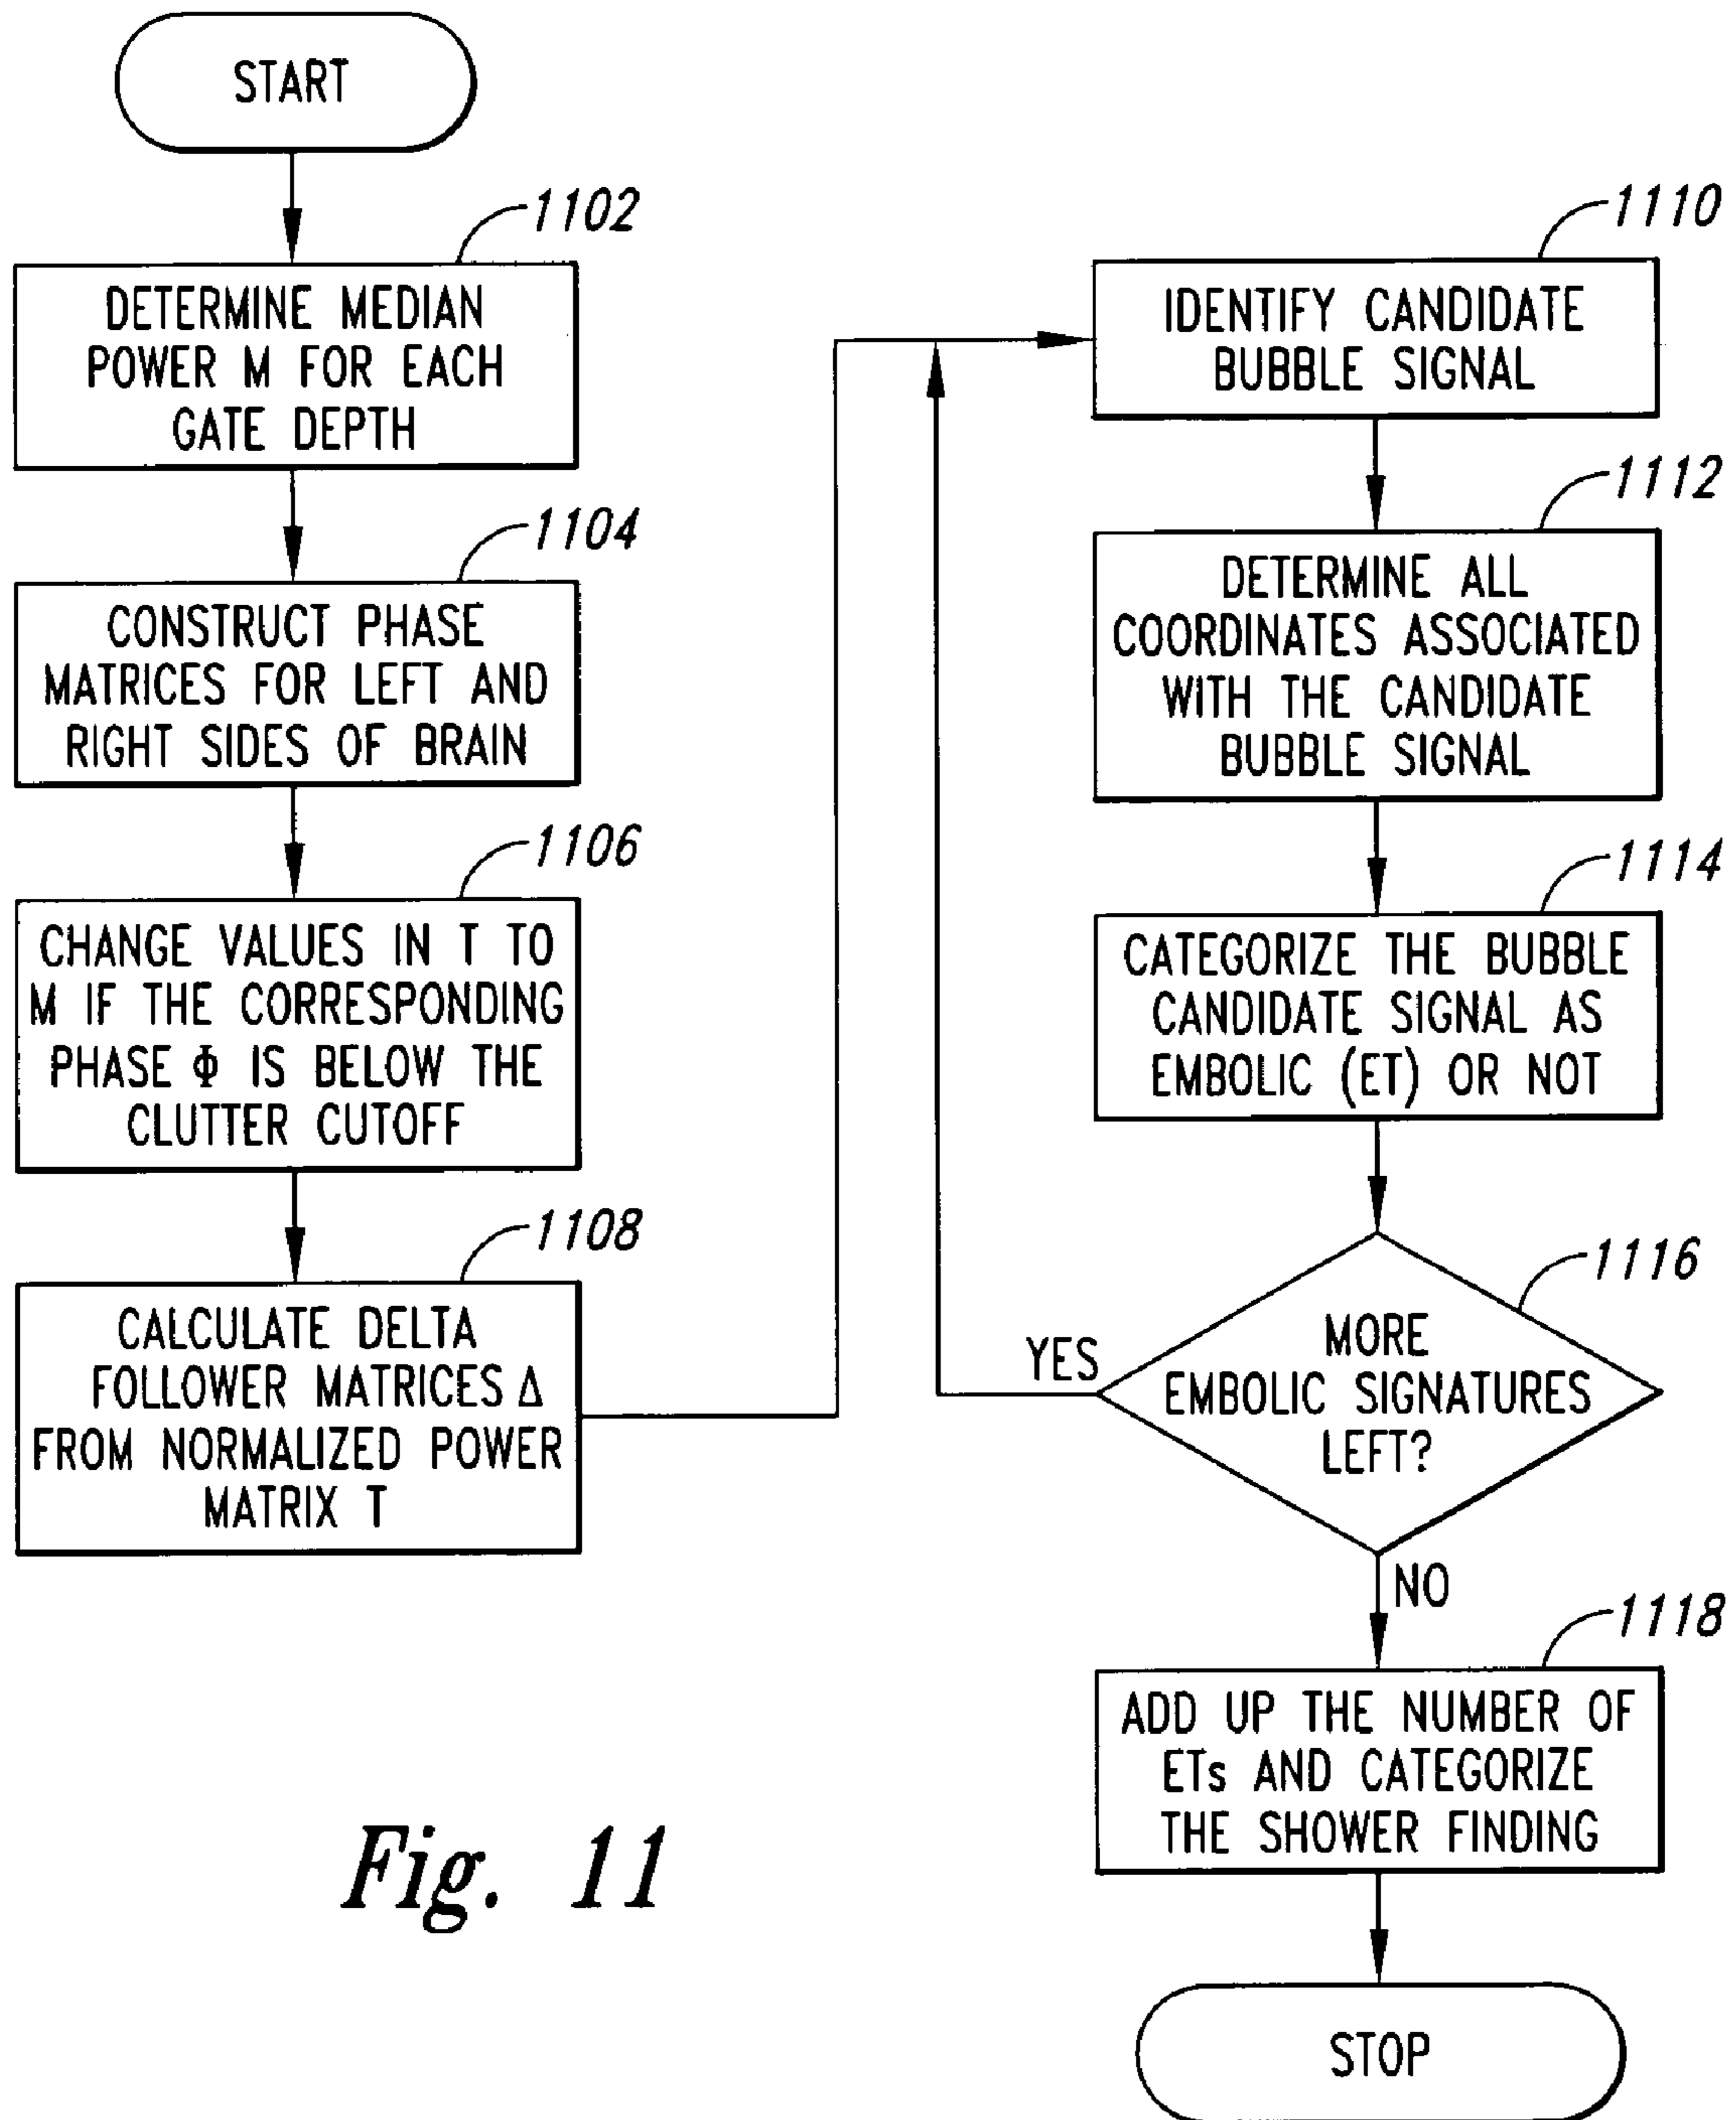 START
1102
DETERMINE MEDIAN
POWER M FOR EACH
GATE DEPTH
1104
CONSTRUCT PHASE
MATRICES FOR LEFT AND
RIGHT SIDES OF BRAIN
1106
CHANGE VALUES IN T TO
M IF THE CORRESPONDING
PHASE Φ IS BELOW THE
CLUTTER CUTOFF
1108
CALCULATE DELTA
FOLLOWER MATRICES Δ
FROM NORMALIZED POWER
MATRIX T
1110
IDENTIFY CANDIDATE
BUBBLE SIGNAL
1112
DETERMINE ALL
COORDINATES ASSOCIATED
WITH THE CANDIDATE
BUBBLE SIGNAL
1114
CATEGORIZE THE BUBBLE
CANDIDATE SIGNAL AS
EMBOLIC (ET) OR NOT
1116
MORE
EMBOLIC SIGNATURES
LEFT?
YES
NO
1118
ADD UP THE NUMBER OF
ETs AND CATEGORIZE
THE SHOWER FINDING
STOP
Fig. 11